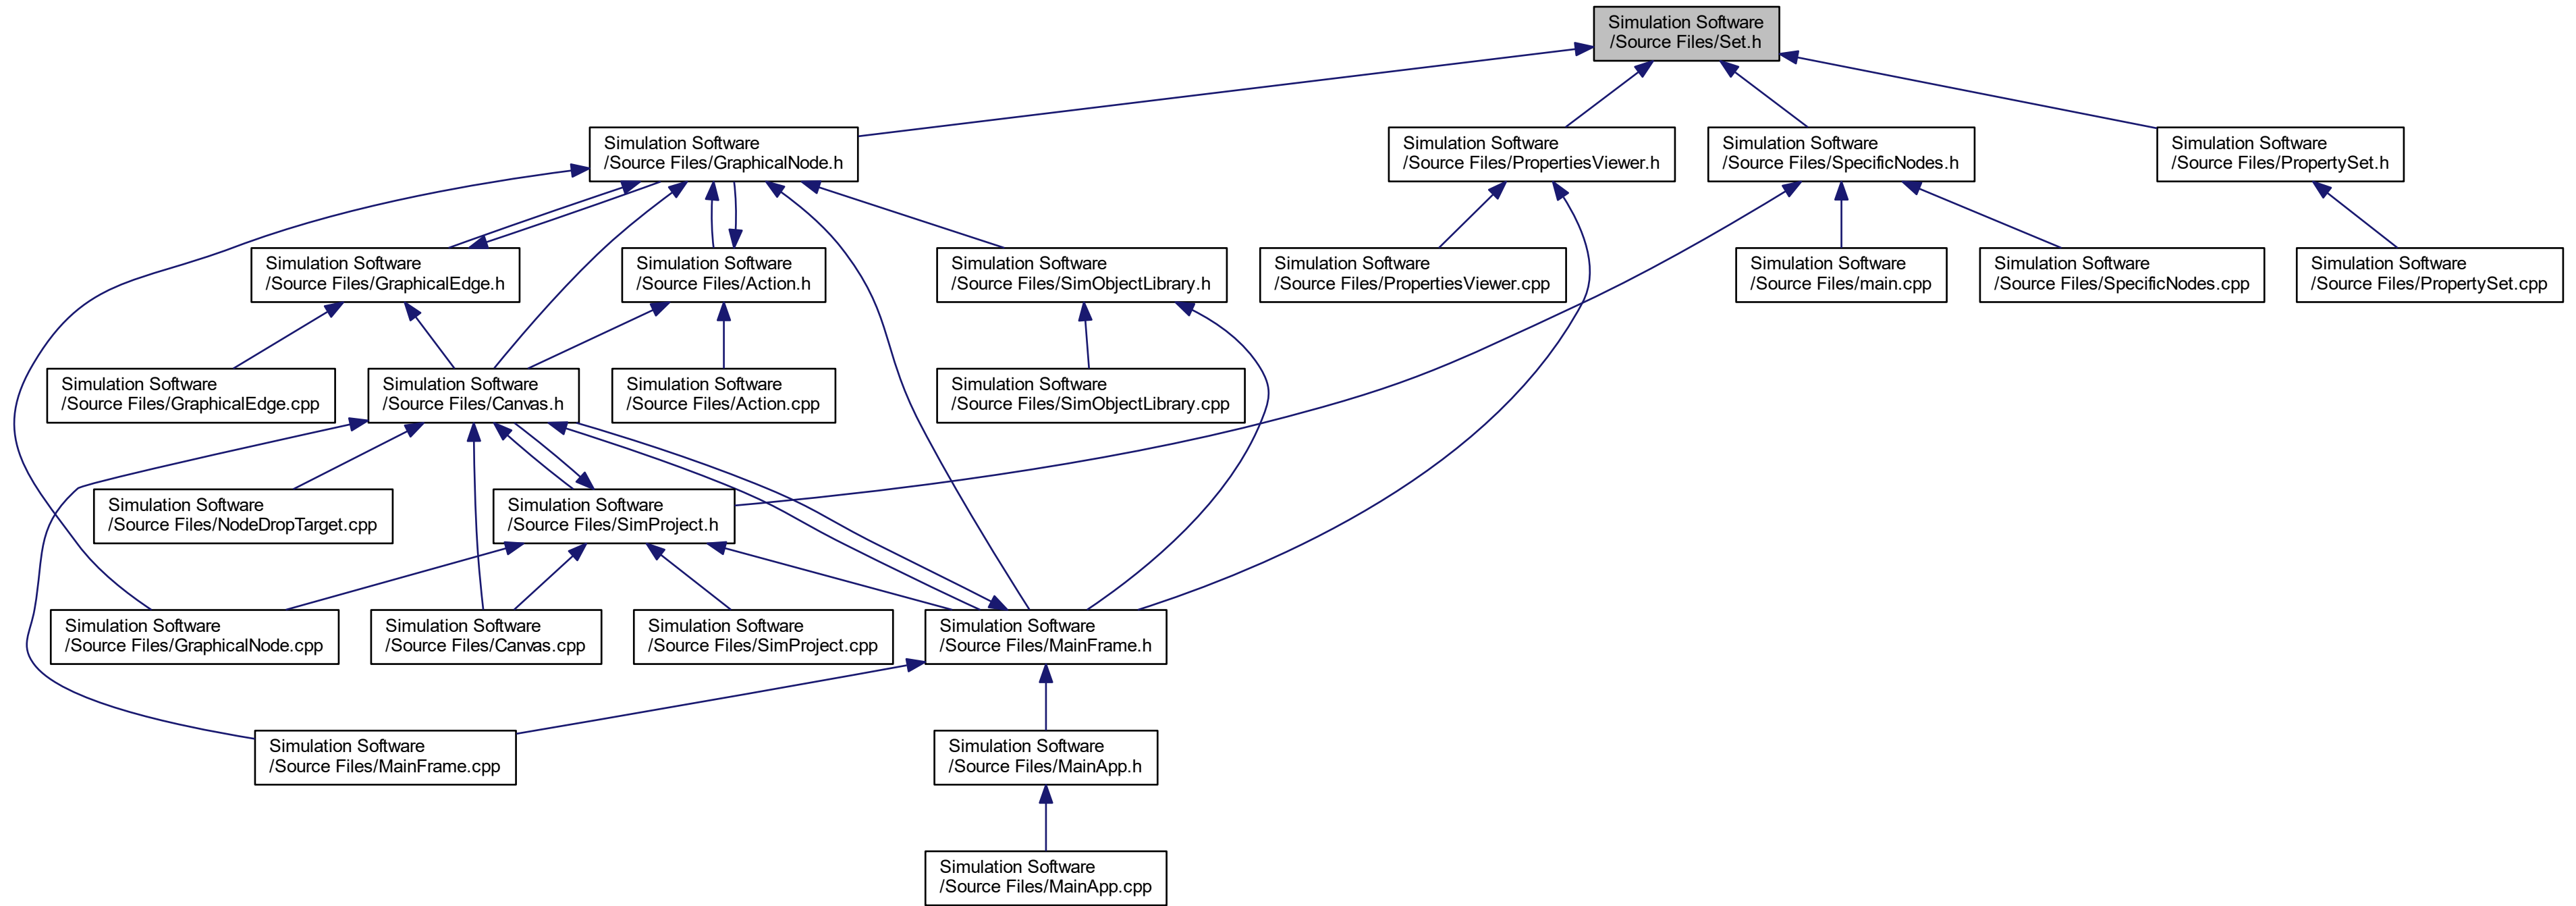 Simulation Software
/Source Files/Set.h
Simulation Software
/Source Files/GraphicalNode.h
Simulation Software
/Source Files/PropertiesViewer.h
Simulation Software
/Source Files/SpecificNodes.h
Simulation Software
/Source Files/PropertySet.h
Simulation Software
/Source Files/GraphicalEdge.h
Simulation Software
/Source Files/Action.h
Simulation Software
/Source Files/SimObjectLibrary.h
Simulation Software
/Source Files/PropertiesViewer.cpp
Simulation Software
/Source Files/main.cpp
Simulation Software
/Source Files/SpecificNodes.cpp
Simulation Software
/Source Files/PropertySet.cpp
Simulation Software
/Source Files/GraphicalEdge.cpp
Simulation Software
/Source Files/Canvas.h
Simulation Software
/Source Files/Action.cpp
Simulation Software
/Source Files/SimObjectLibrary.cpp
Simulation Software
/Source Files/NodeDropTarget.cpp
Simulation Software
/Source Files/SimProject.h
Simulation Software
/Source Files/GraphicalNode.cpp
Simulation Software
/Source Files/Canvas.cpp
Simulation Software
/Source Files/SimProject.cpp
Simulation Software
/Source Files/MainFrame.h
Simulation Software
/Source Files/MainFrame.cpp
Simulation Software
/Source Files/MainApp.h
Simulation Software
/Source Files/MainApp.cpp